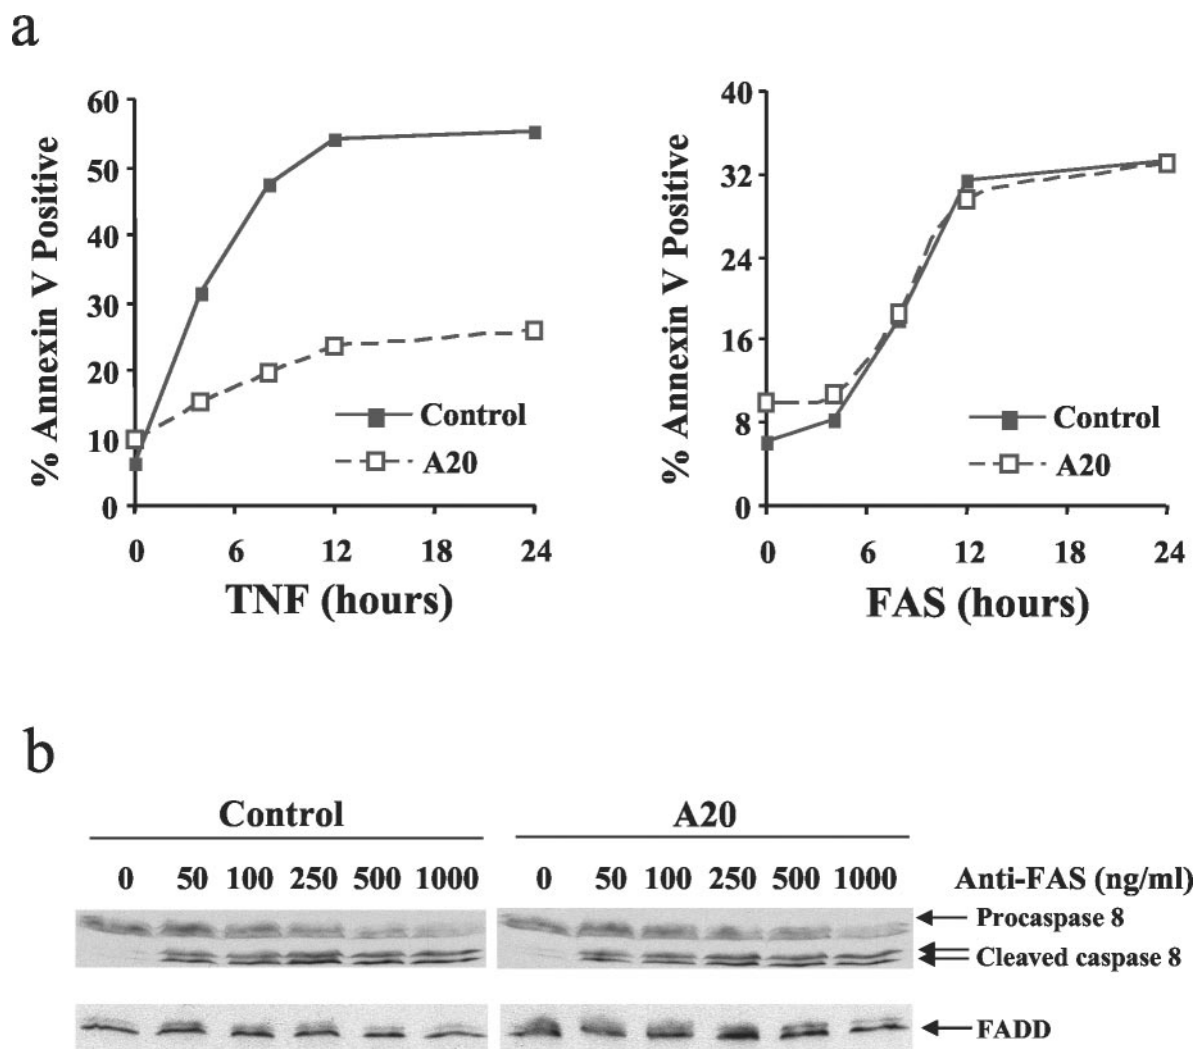 a
% Annexin V Positive
60
50
40
30
20
10
0
Control
A20
0 6 12 18 24
TNF (hours)
% Annexin V Positive
40
32
24
16
8
0
Control
A20
0 6 12 18 24
FAS (hours)
b
Control A20
0 50 100 250 500 1000 0 50 100 250 500 1000 Anti-FAS (ng/ml)
Procaspase 8
Cleaved caspase 8
FADD